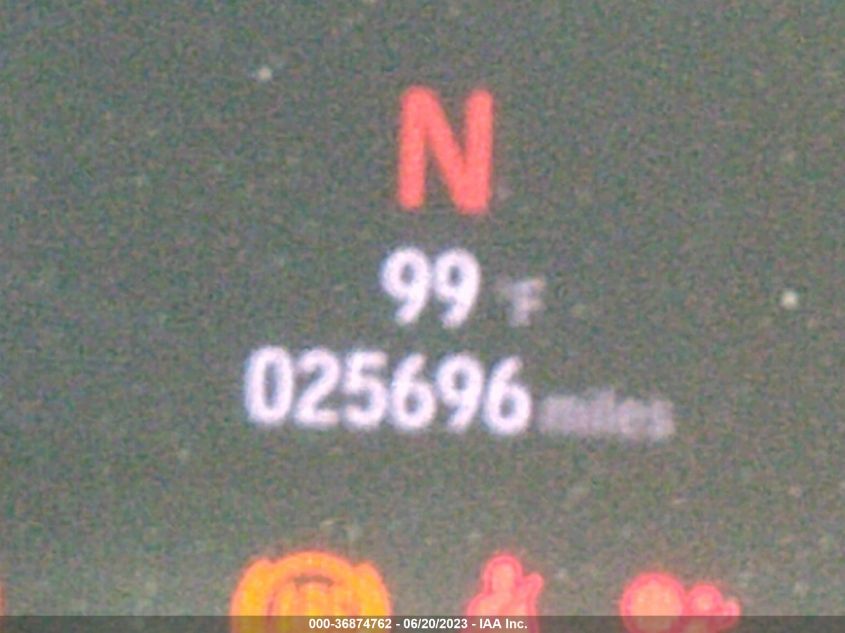 N
99 °F
025696 miles
000-36874762 - 06/20/2023 - IAA Inc.